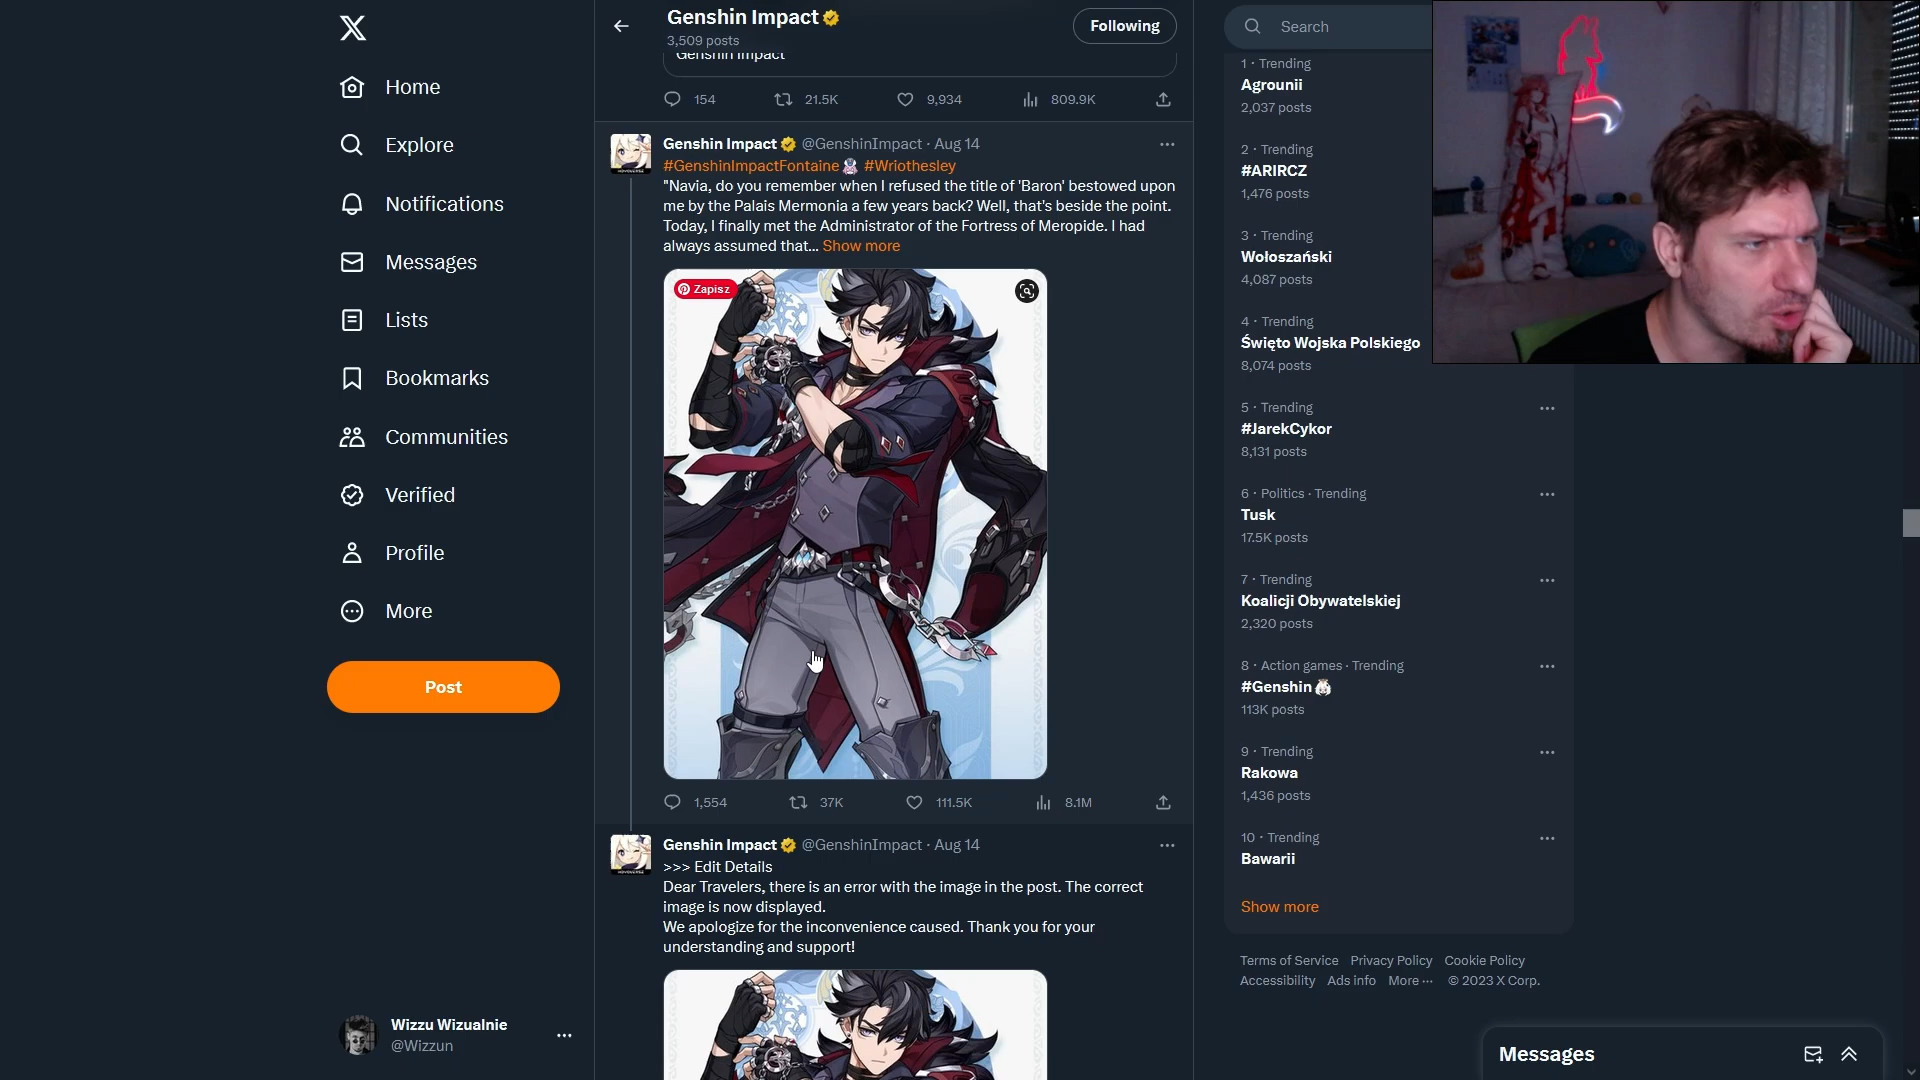 Home
Explore
Notifications
Messages
Lists
Bookmarks
Communities
Verified
Profile
More
Post
Wizzu Wizualnie
@Wizzun
Genshin Impact
3,509 posts
Following
Genshin Impact
154
21.5K
9,934
809.9K
Genshin Impact @GenshinImpact · Aug 14
#GenshinImpactFontaine #Wriothesley
"Navia, do you remember when I refused the title of 'Baron' bestowed upon
me by the Palais Mermonia a few years back? Well, that's beside the point.
Today, I finally met the Administrator of the Fortress of Meropide. I had
always assumed that... Show more
Zapisz
1,554
37K
111.5K
8.1M
Genshin Impact @GenshinImpact · Aug 14
>>> Edit Details
Dear Travelers, there is an error with the image in the post. The correct
image is now displayed.
We apologize for the inconvenience caused. Thank you for your
understanding and support!
Search
1 · Trending
Agrounii
2,037 posts
2 · Trending
#ARIRCZ
1,476 posts
3 · Trending
Wołoszański
4,087 posts
4 · Trending
Święto Wojska Polskiego
8,074 posts
5 · Trending
#JarekCykor
8,131 posts
6 · Politics · Trending
Tusk
17.5K posts
7 · Trending
Koalicji Obywatelskiej
2,320 posts
8 · Action games · Trending
#Genshin
113K posts
9 · Trending
Rakowa
1,436 posts
10 · Trending
Bawarii
Show more
Terms of Service Privacy Policy Cookie Policy
Accessibility Ads info More ··· © 2023 X Corp.
Messages